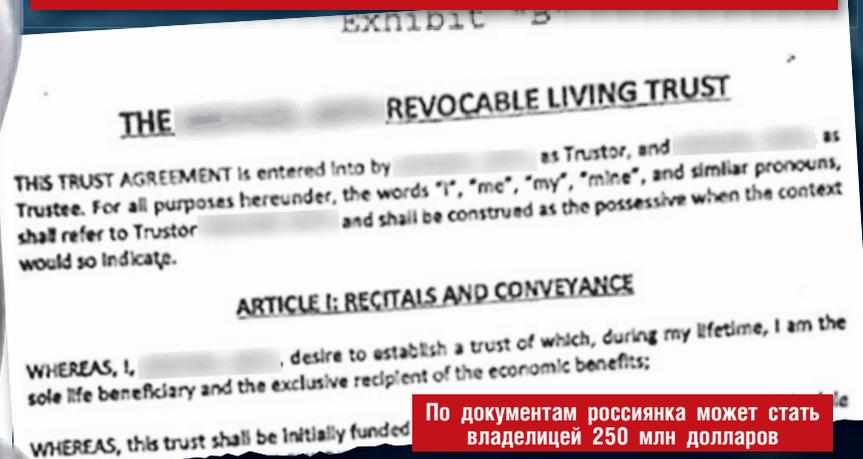 Exhibit "B"
THE REVOCABLE LIVING TRUST
THIS TRUST AGREEMENT is entered into by as Trustor, and as
Trustee. For all purposes hereunder, the words "I", "me", "my", "mine", and similar pronouns,
shall refer to Trustor and shall be construed as the possessive when the context
would so indicate.
ARTICLE I: RECITALS AND CONVEYANCE
WHEREAS, I, , desire to establish a trust of which, during my lifetime, I am the
sole life beneficiary and the exclusive recipient of the economic benefits;
WHEREAS, this trust shall be initially funded
По документам россиянка может стать
владелицей 250 млн долларов